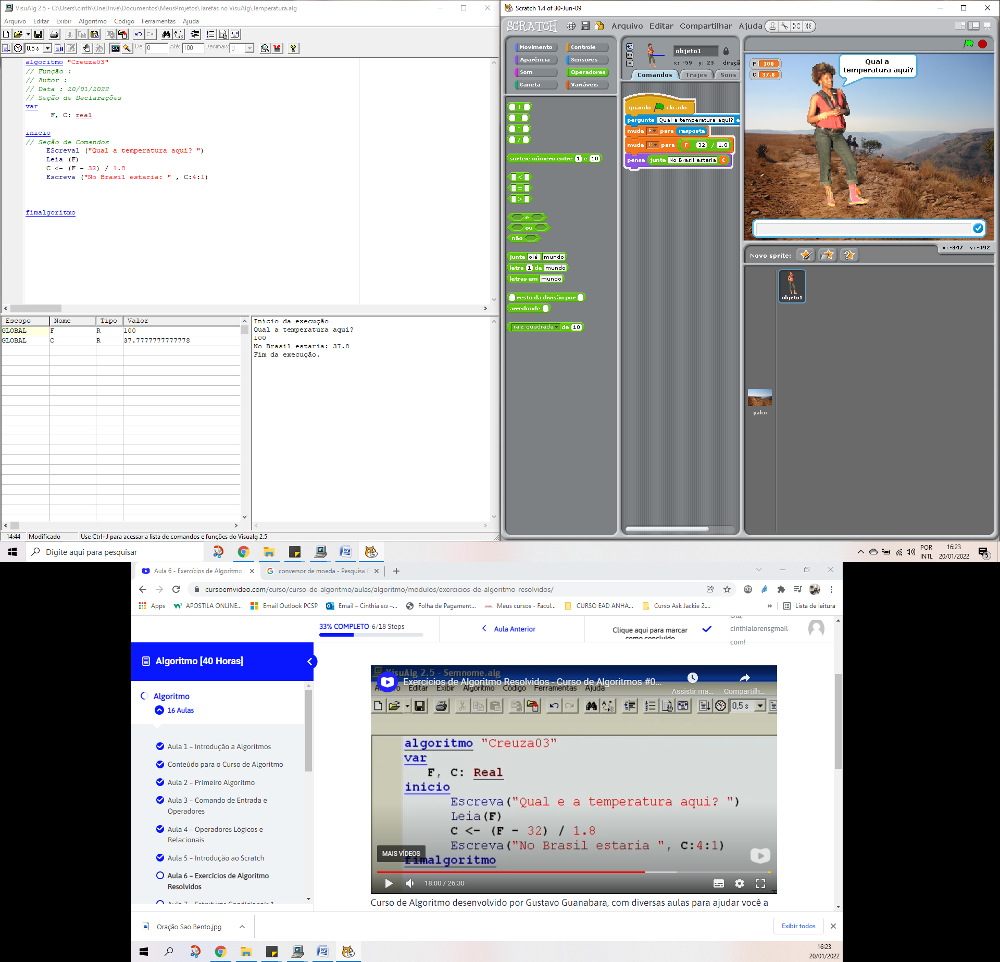 VisuAlg 2.5 - C:\Users\cinth\OneDrive\Documentos\MeusProjetos\Tarefas no VisuAlg\Temperatura.alg
Arquivo Editar Exibir Algoritmo Código Ferramentas Ajuda
0,5 s De: 0 Até: 100 Decimais: 0
algoritmo "Creuza03"
// Função :
// Autor :
// Data : 20/01/2022
// Seção de Declarações
var
F, C: real
inicio
// Seção de Comandos
EScreval ("Qual a temperatura aqui? ")
Leia (F)
C <- (F - 32) / 1.8
Escreva ("No Brasil estaria: " , C:4:1)
fimalgoritmo
Escopo Nome Tipo Valor
GLOBAL F R 100
GLOBAL C R 37.7777777777778
Início da execução
Qual a temperatura aqui?
100
No Brasil estaria: 37.8
Fim da execução.
14:44 Modificado Use Ctrl+J para acessar a lista de comandos e funções do Visualg 2.5
Scratch 1.4 of 30-Jun-09
SCRATCH Arquivo Editar Compartilhar Ajuda
Movimento Controle
Aparência Sensores
Som Operadores
Caneta Variáveis
+
-
*
/
sorteie número entre 1 e 10
<
=
>
e
ou
não
junte olá mundo
letra 1 de mundo
letras em mundo
resto da divisão por
arredonde
raiz quadrada de 10
objeto1
x: -59 y: 23 direçã
Comandos Trajes Sons
quando clicado
pergunte Qual a temperatura aqui? e
mude F para resposta
mude C para F - 32 / 1.8
pense junte No Brasil estaria C
F 100
C 37.8
Qual a
temperatura aqui?
x: -347 y: -492
Novo sprite:
objeto1
palco
Digite aqui para pesquisar
POR
INTL
16:23
20/01/2022
5
Aula 6 - Exercícios de Algoritmo
conversor de moeda - Pesquisa
cursoemvideo.com/curso/curso-de-algoritmo/aulas/algoritmo/modulos/exercicios-de-algoritmo-resolvidos/
Apps APOSTILA ONLINE... Email Outlook PCSP Email – Cinthia εïз –... Folha de Pagament... Meus cursos - Facul... CURSO EAD ANHA... Curso Ask Jackie 2.... » Lista de leitura
33% COMPLETO 6/18 Steps
Aula Anterior
Clique aqui para marcar
como concluído
Olá,
cinthialorensgmail-
com!
Algoritmo [40 Horas]
Algoritmo
16 Aulas
Aula 1 – Introdução a Algoritmos
Conteúdo para o Curso de Algoritmo
Aula 2 – Primeiro Algoritmo
Aula 3 – Comando de Entrada e
Operadores
Aula 4 – Operadores Lógicos e
Relacionais
Aula 5 – Introdução ao Scratch
Aula 6 – Exercícios de Algoritmo
Resolvidos
Aula 7 – Estruturas Condicionais 1
VisuAlg 2.5 - Semnome.alg
Exercícios de Algoritmo Resolvidos - Curso de Algoritmos #0...
Editar Exibir Algoritmo Código Ferramentas Ajuda
Assistir ma... Compartilh...
0,5 s
algoritmo "Creuza03"
var
F, C: Real
inicio
Escreva("Qual e a temperatura aqui? ")
Leia(F)
C <- (F - 32) / 1.8
Escreva("No Brasil estaria ", C:4:1)
fimalgoritmo
MAIS VÍDEOS
18:00 / 26:30
Curso de Algoritmo desenvolvido por Gustavo Guanabara, com diversas aulas para ajudar você a
Oração Sao Bento.jpg
Exibir todos
16:23
20/01/2022